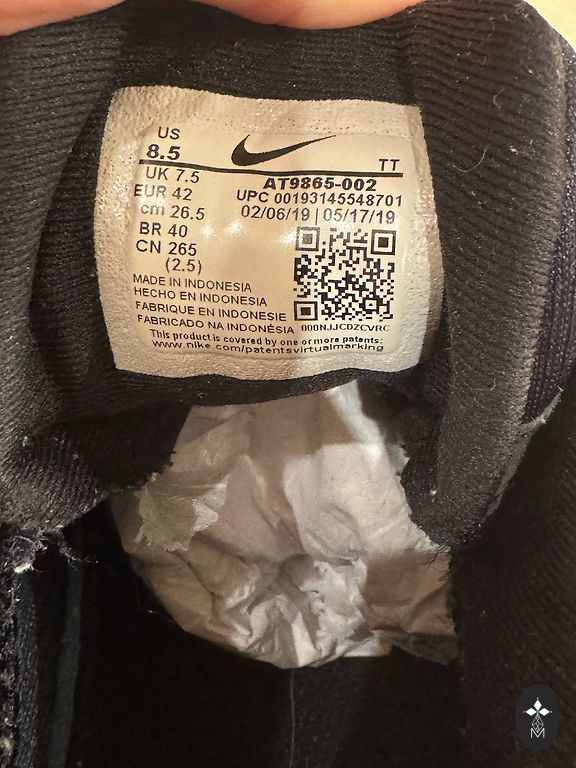 US
8.5
UK 7.5
EUR 42
cm 26.5
BR 40
CN 265
(2.5)
TT
AT9865-002
UPC 00193145548701
02/06/19 | 05/17/19
000NJJCDZCVRC
MADE IN INDONESIA
HECHO EN INDONESIA
FABRIQUE EN INDONESIE
FABRICADO NA INDONÉSIA
This product is covered by one or more patents:
www.nike.com/patentsvirtualmarking
M